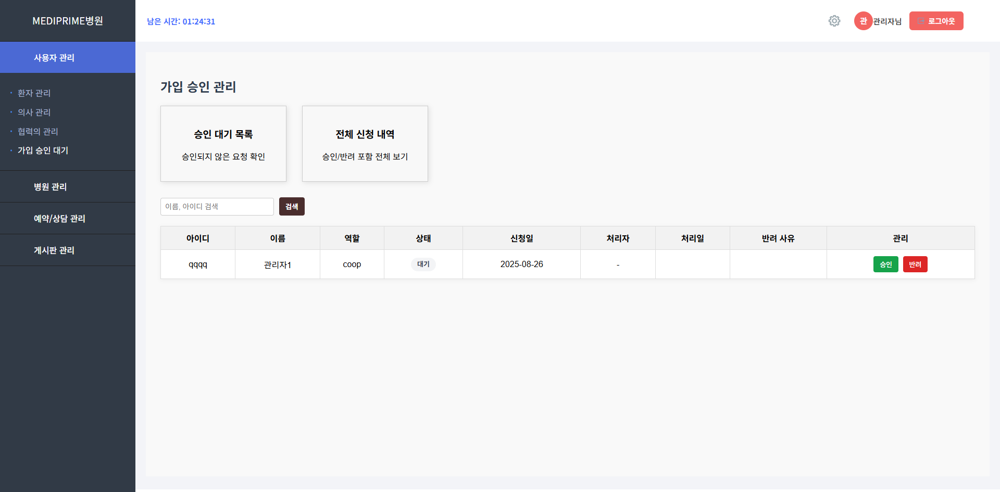 MEDIPRIME병원
남은 시간: 01:24:31
관
관리자님
로그아웃
사용자 관리
환자 관리
의사 관리
협력의 관리
가입 승인 대기
병원 관리
예약/상담 관리
게시판 관리
가입 승인 관리
승인 대기 목록
승인되지 않은 요청 확인
전체 신청 내역
승인/반려 포함 전체 보기
이름, 아이디 검색
검색
아이디 이름 역할 상태 신청일 처리자 처리일 반려 사유 관리
qqqq 관리자1 coop 대기 2025-08-26 - 승인 반려